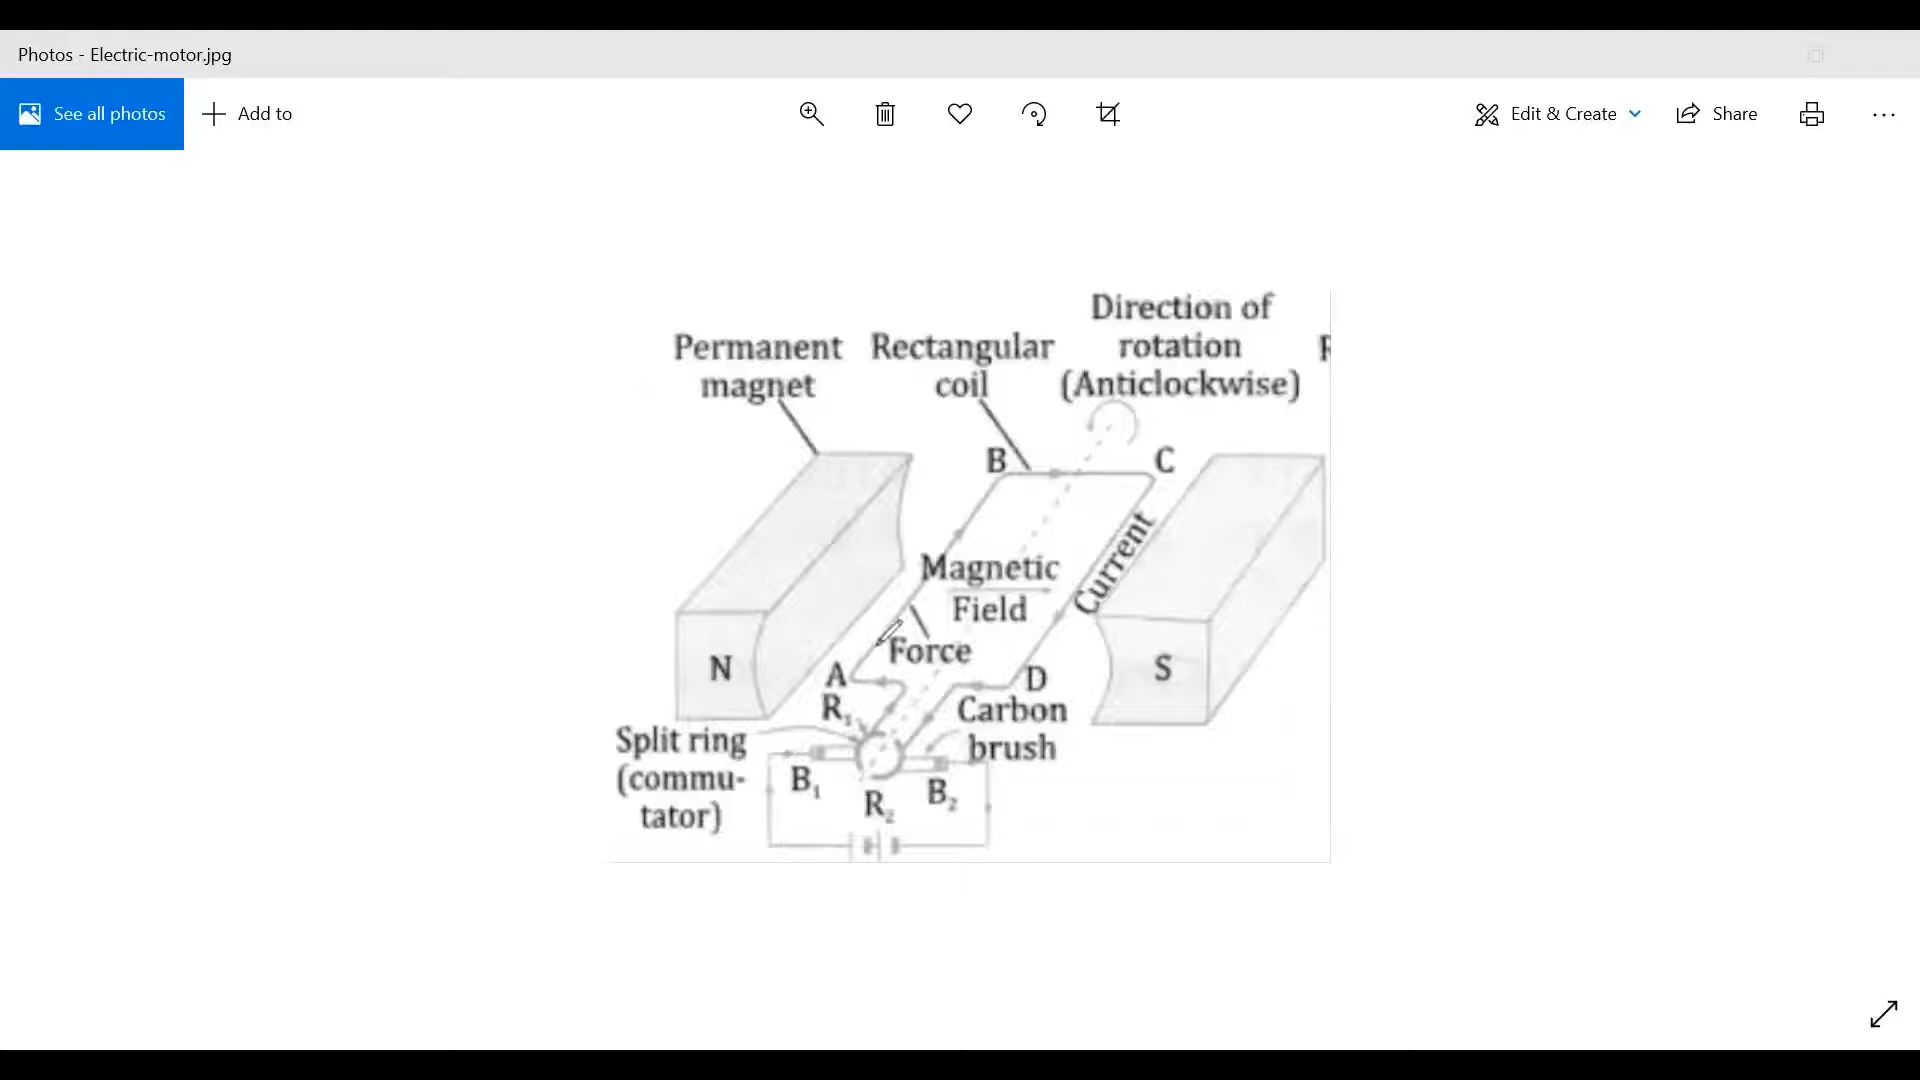 Photos - Electric-motor.jpg
See all photos
Add to
Edit & Create
Share
Direction of
rotation
(Anticlockwise)
Permanent
magnet
Rectangular
coil
B
C
Current
Magnetic
Field
Force
N
S
A
D
R₁
Carbon
brush
Split ring
(commu-
tator)
B₁
R₂
B₂